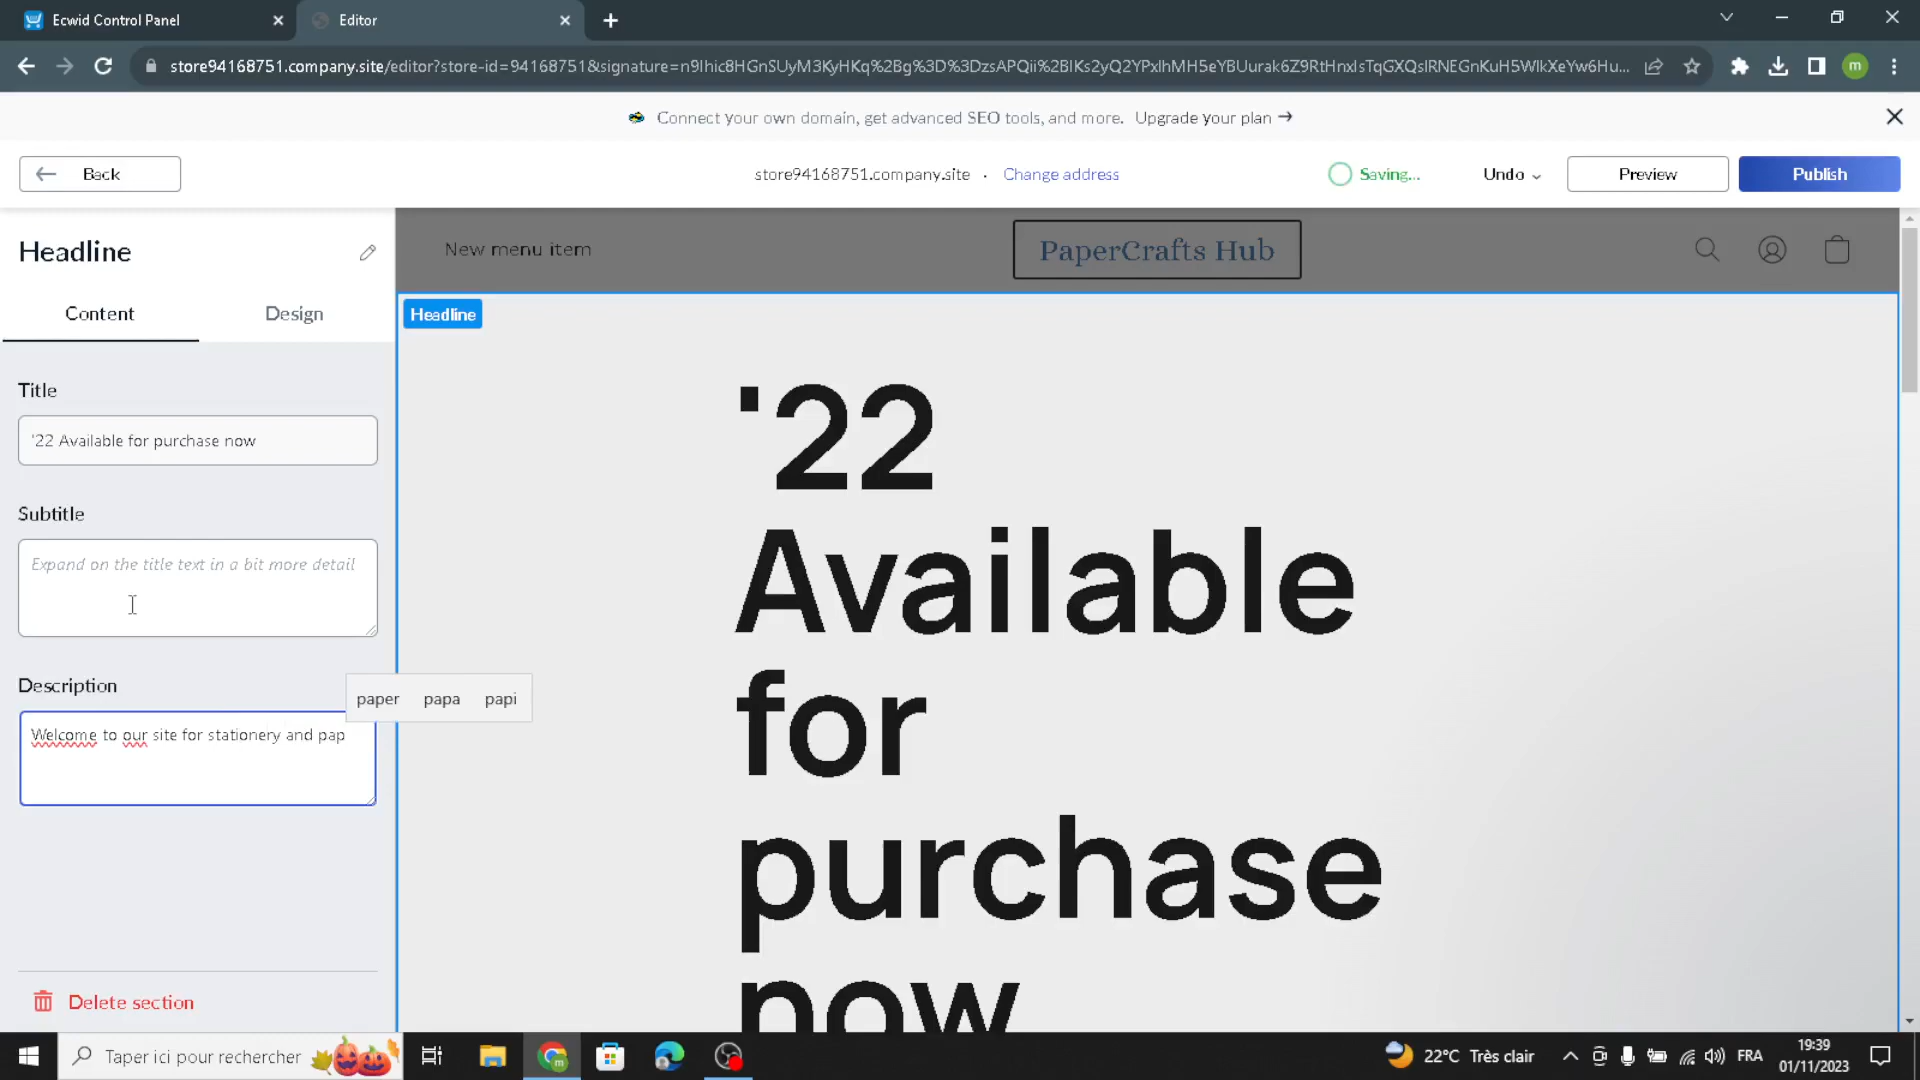 Ecwid Control Panel
Editor
store94168751.company.site/editor?store-id=94168751&signature=n9Ihic8HGnSUyM3KyHKq%2Bg%3D%3DzsAPQii%2BIKs2yQ2YPxlhMH5eYBUurak6Z9RtHnxIsTqGXQsIRNEGnKuH5WlkXeYw6Hu...
m
Connect your own domain, get advanced SEO tools, and more. Upgrade your plan →
Back
store94168751.company.site · Change address
Saving...
Undo
Preview
Publish
Headline
New menu item
PaperCrafts Hub
Content
Design
Headline
Title
'22 Available for purchase now
Subtitle
Expand on the title text in a bit more detail
Description
paper papa papi
Welcome to our site for stationery and pap
'22
Available
for
purchase
now
Delete section
Taper ici pour rechercher
22°C Très clair
FRA
19:39
01/11/2023